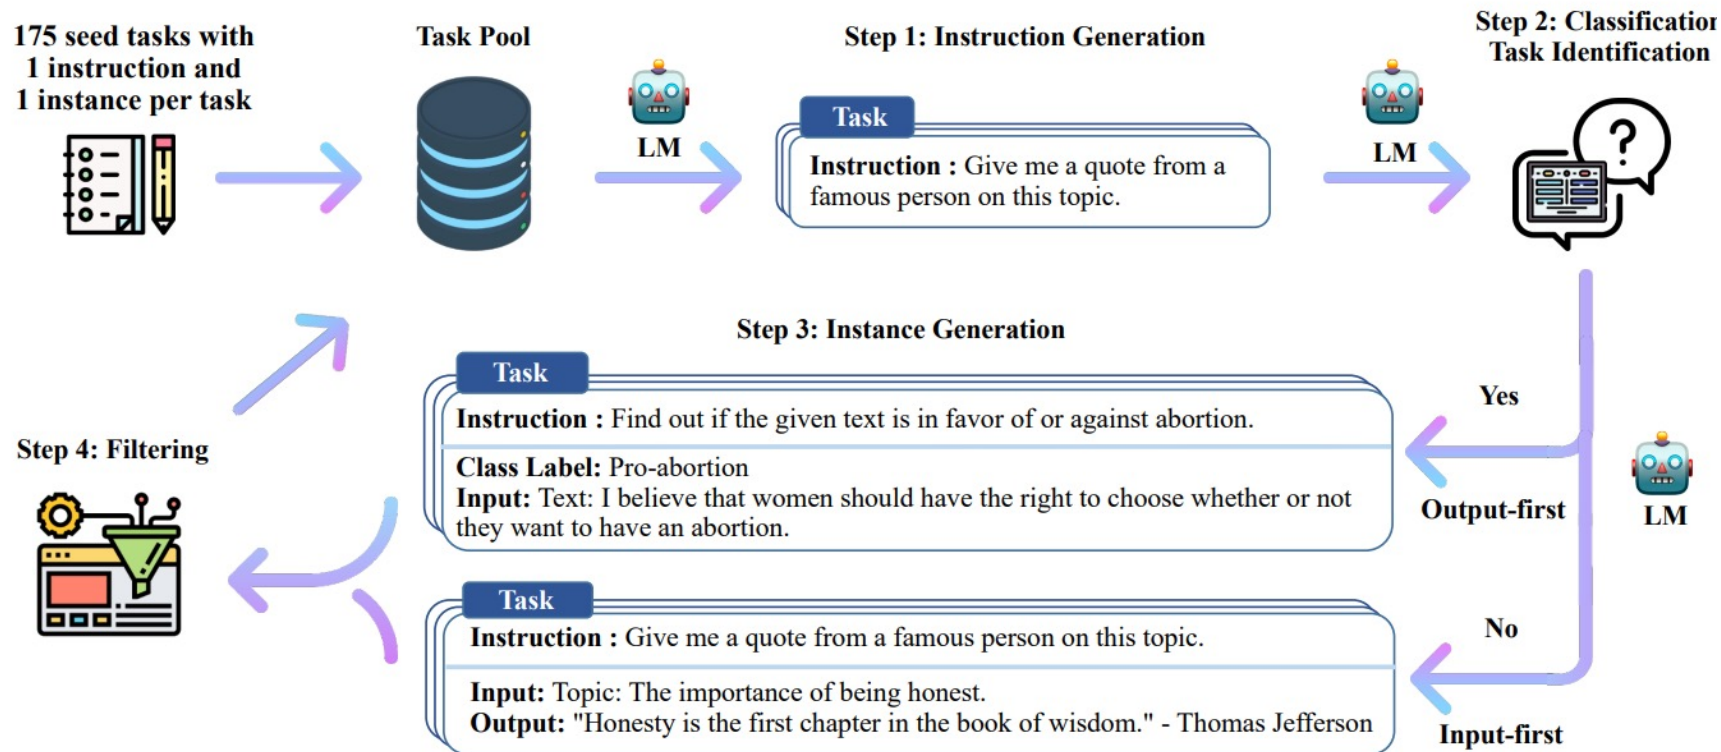 175 seed tasks with
1 instruction and
1 instance per task
Task Pool
LM
Step 1: Instruction Generation
Task
Instruction : Give me a quote from a
famous person on this topic.
LM
Step 2: Classification
Task Identification
Step 3: Instance Generation
Task
Instruction : Find out if the given text is in favor of or against abortion.
Class Label: Pro-abortion
Input: Text: I believe that women should have the right to choose whether or not
they want to have an abortion.
Yes
Output-first
LM
Task
Instruction : Give me a quote from a famous person on this topic.
Input: Topic: The importance of being honest.
Output: "Honesty is the first chapter in the book of wisdom." - Thomas Jefferson
No
Input-first
Step 4: Filtering